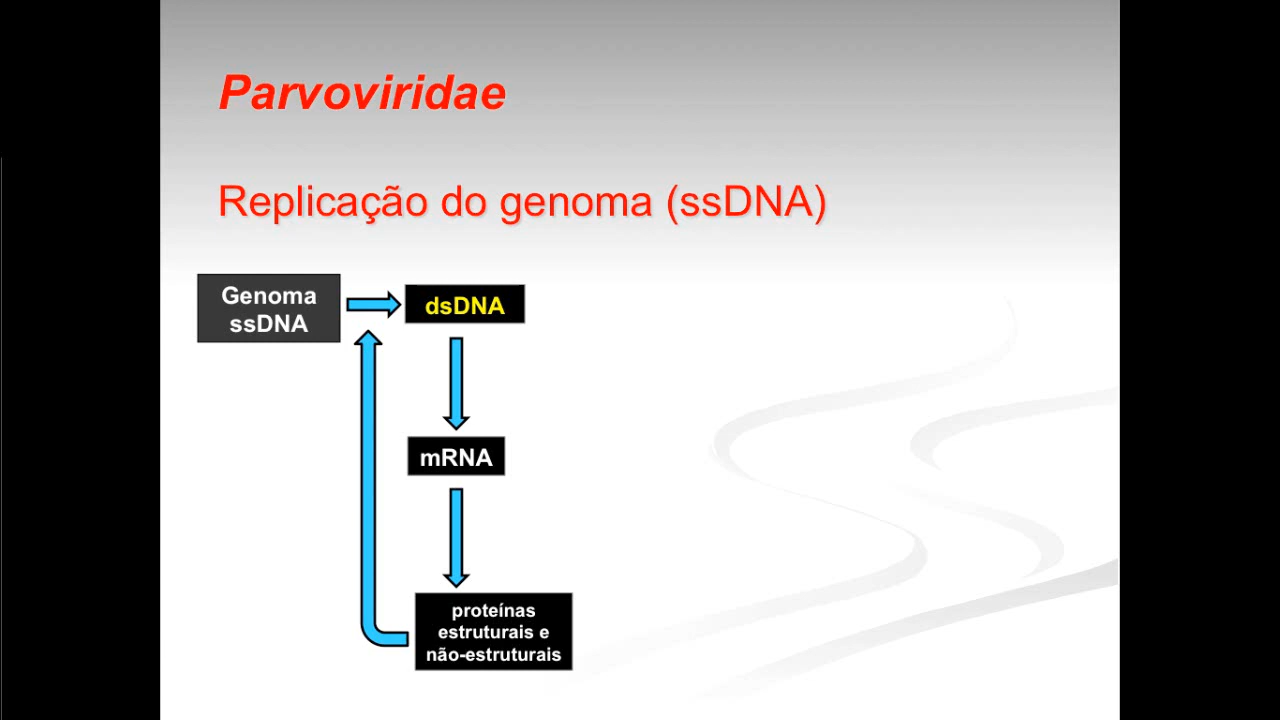 Parvoviridae
Replicação do genoma (ssDNA)
Genoma
ssDNA
dsDNA
mRNA
proteínas
estruturais e
não-estruturais